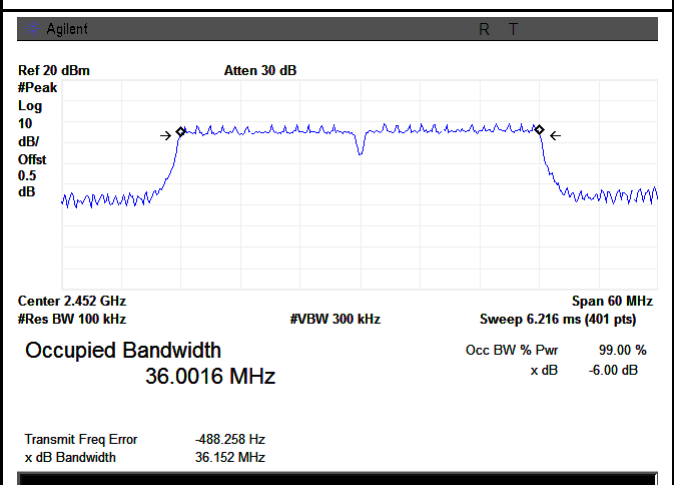 Agilent R T
Ref 20 dBm Atten 30 dB
#Peak
Log
10
dB/
Offst
0.5
dB
Center 2.452 GHz Span 60 MHz
#Res BW 100 kHz #VBW 300 kHz Sweep 6.216 ms (401 pts)
Occupied Bandwidth Occ BW % Pwr 99.00 %
36.0016 MHz x dB -6.00 dB
Transmit Freq Error -488.258 Hz
x dB Bandwidth 36.152 MHz